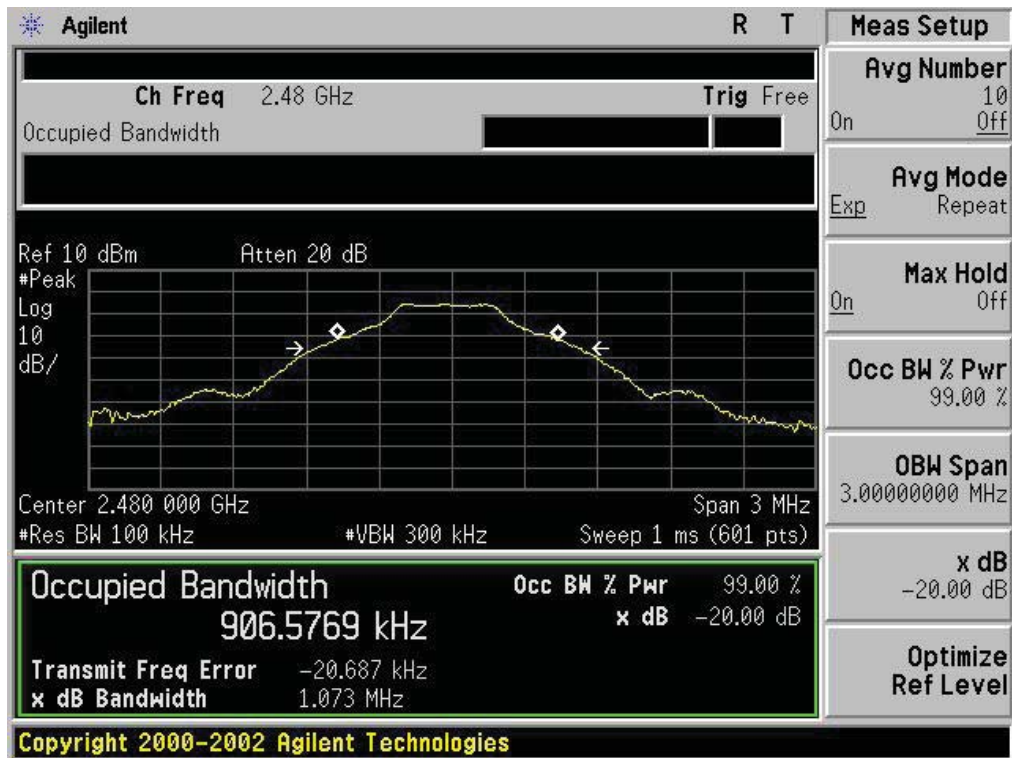 Agilent
R T
Meas Setup
Ch Freq 2.48 GHz
Trig Free
Occupied Bandwidth
Avg Number
10
On Off
Avg Mode
Exp Repeat
Max Hold
On Off
Occ BW % Pwr
99.00 %
OBW Span
3.00000000 MHz
x dB
-20.00 dB
Optimize
Ref Level
Ref 10 dBm
Atten 20 dB
#Peak
Log
10
dB/
Center 2.480 000 GHz
Span 3 MHz
#Res BW 100 kHz
#VBW 300 kHz
Sweep 1 ms (601 pts)
Occupied Bandwidth
906.5769 kHz
Occ BW % Pwr 99.00 %
x dB -20.00 dB
Transmit Freq Error -20.687 kHz
x dB Bandwidth 1.073 MHz
Copyright 2000-2002 Agilent Technologies